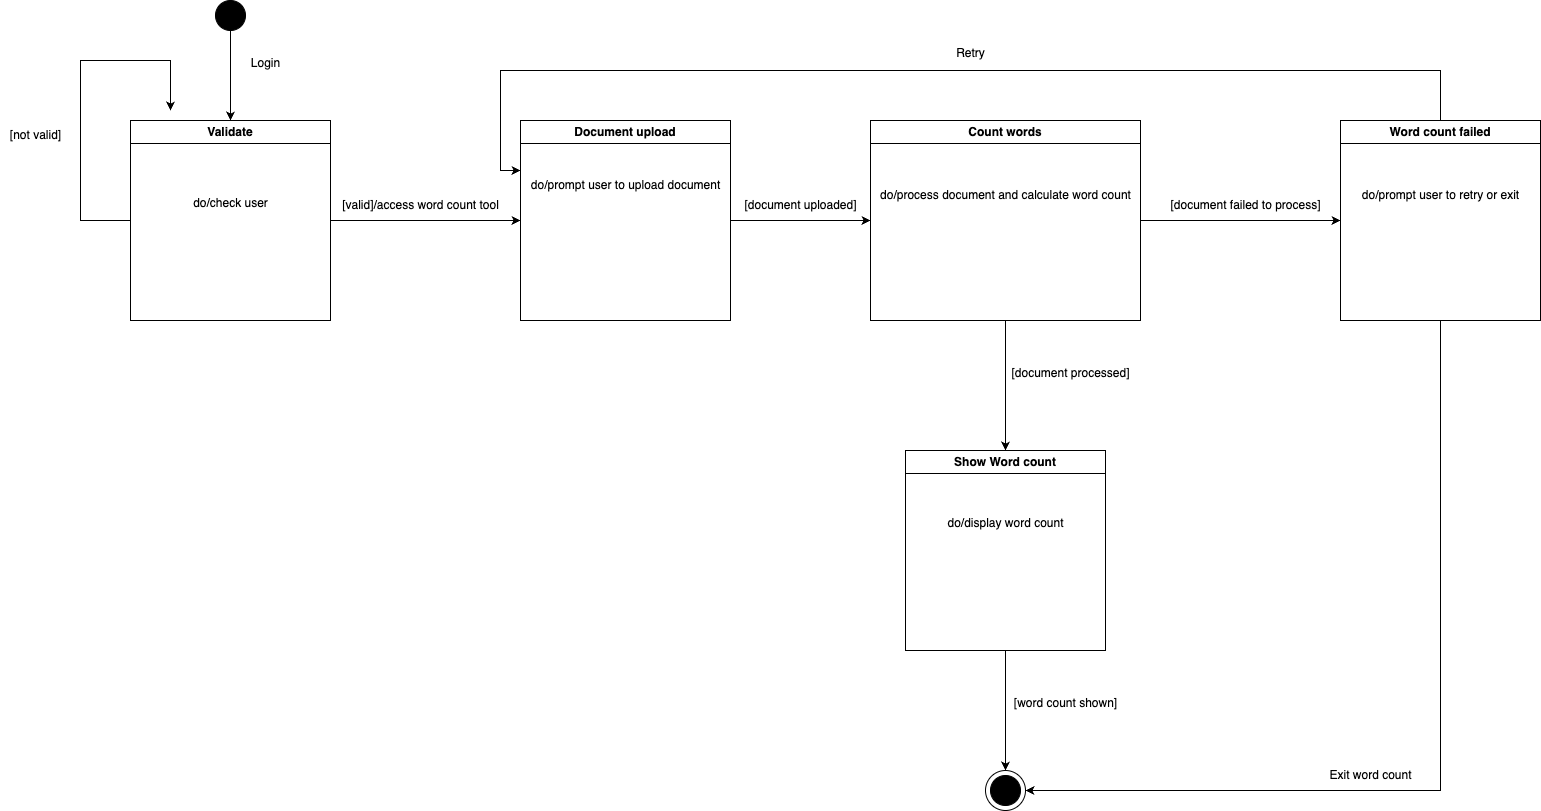 Login
Retry
[not valid]
Validate
do/check user
[valid]/access word count tool
Document upload
do/prompt user to upload document
[document uploaded]
Count words
do/process document and calculate word count
[document failed to process]
Word count failed
do/prompt user to retry or exit
[document processed]
Show Word count
do/display word count
[word count shown]
Exit word count